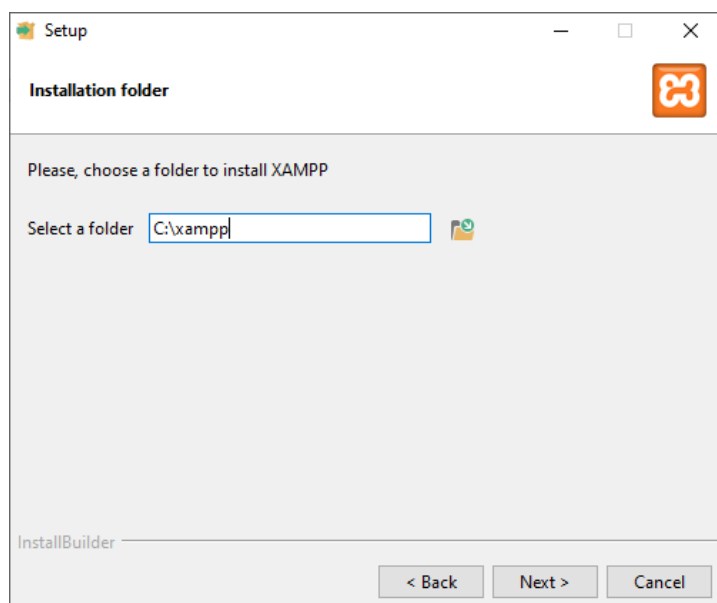 Setup
Installation folder
Please, choose a folder to install XAMPP
Select a folder C:\xampp
InstallBuilder
< Back Next > Cancel